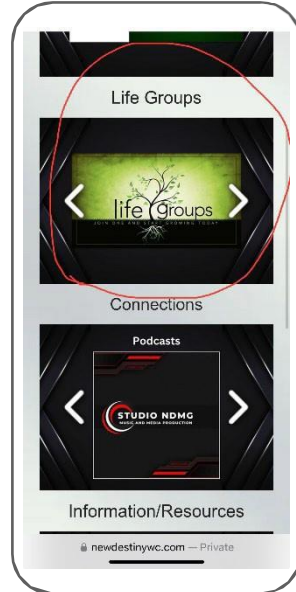 Life Groups
life groups
JOIN ONE AND START GROWING TODAY
Connections
Podcasts
STUDIO NDMG
MUSIC AND MEDIA PRODUCTION
Information/Resources
newdestinywc.com — Private